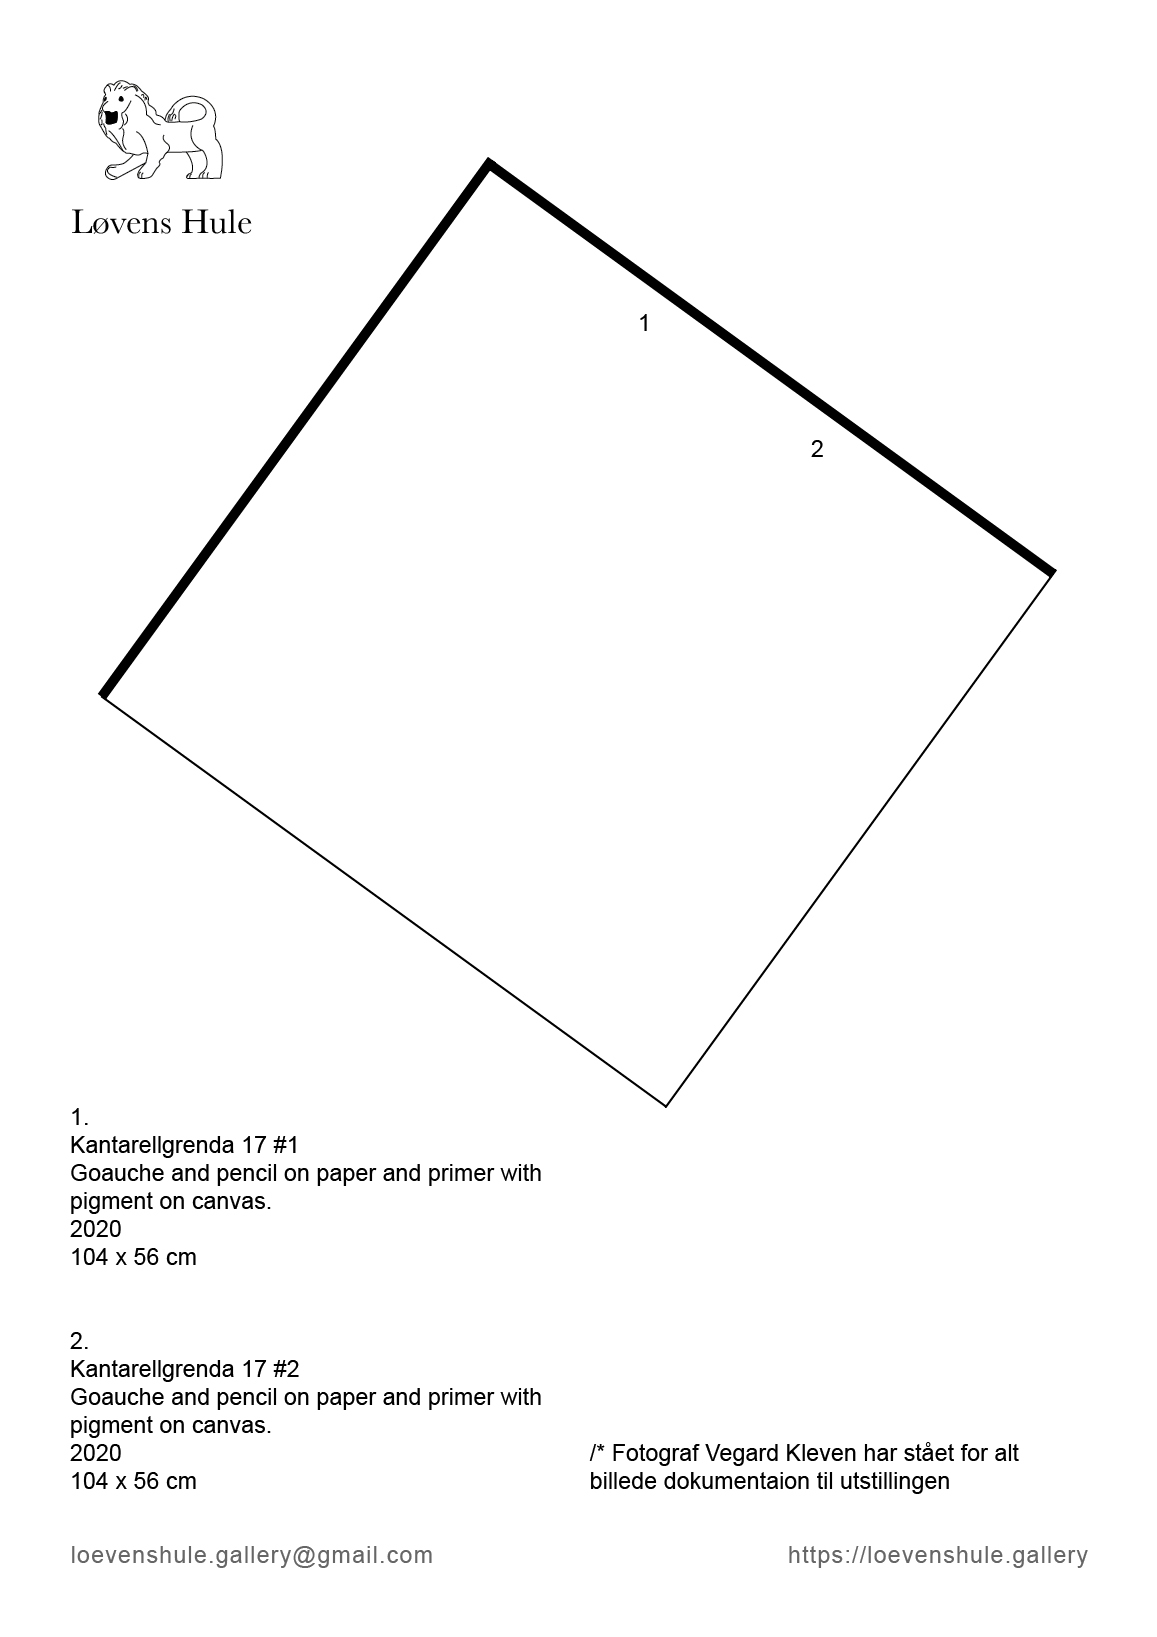 Løvens Hule
1
2
1.
Kantarellgrenda 17 #1
Goauche and pencil on paper and primer with
pigment on canvas.
2020
104 x 56 cm
2.
Kantarellgrenda 17 #2
Goauche and pencil on paper and primer with
pigment on canvas.
2020
104 x 56 cm
/* Fotograf Vegard Kleven har stået for alt
billede dokumentaion til utstillingen
loevenshule.gallery@gmail.com
https://loevenshule.gallery